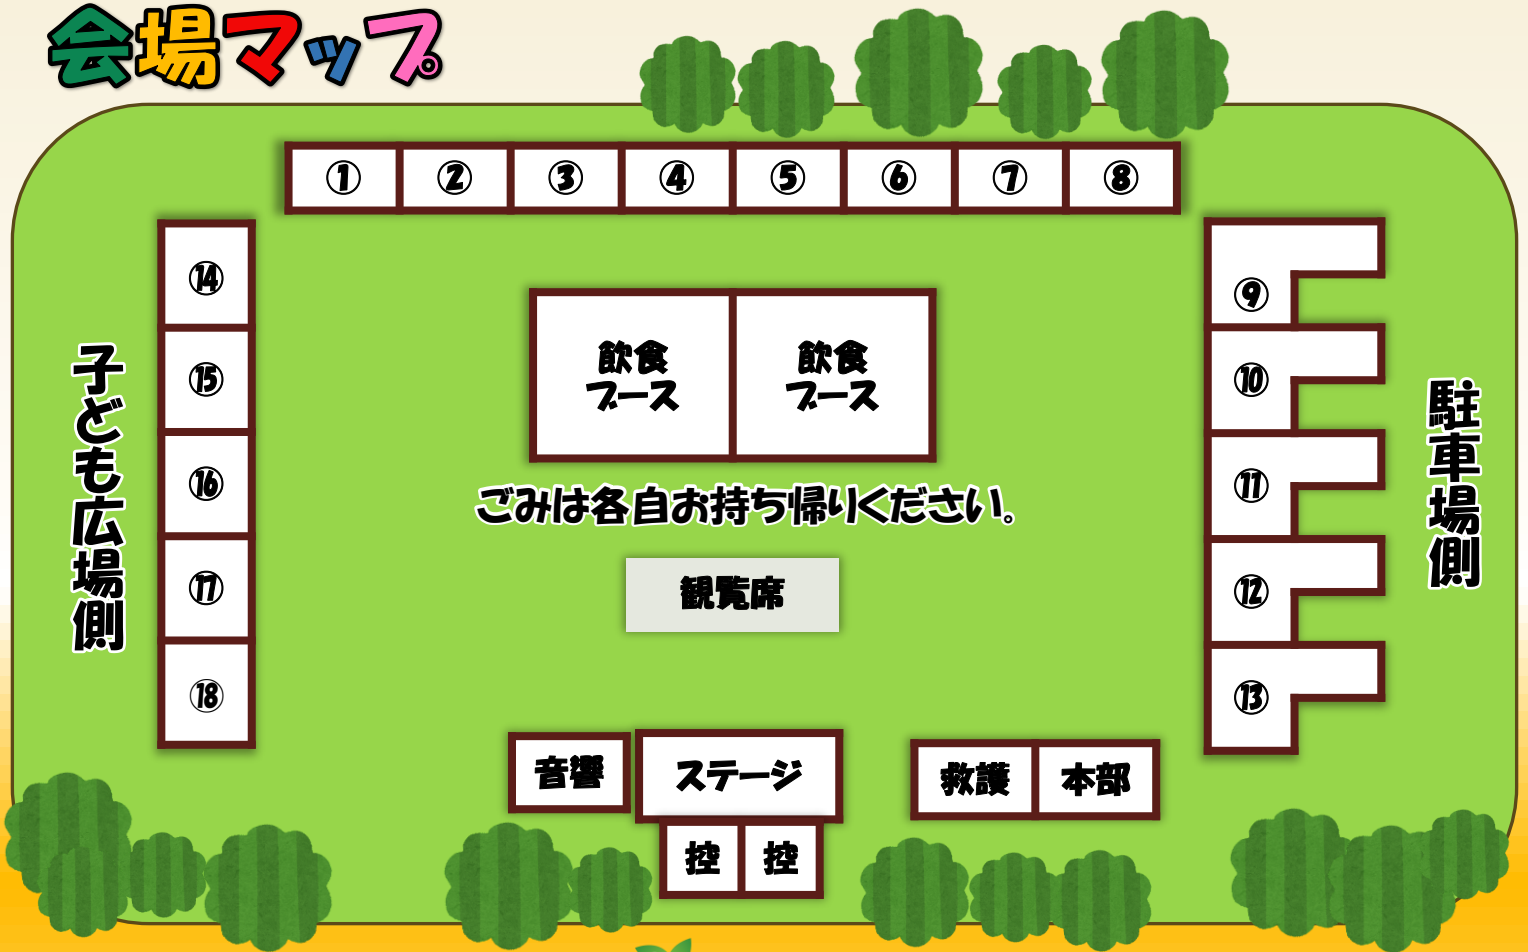 会場マップ
①
②
③
④
⑤
⑥
⑦
⑧
⑭
⑮
⑯
⑰
⑱
子ども広場側
飲食
ブース
飲食
ブース
ごみは各自お持ち帰りください。
観覧席
⑨
⑩
⑪
⑫
⑬
駐車場側
音響
ステージ
控
控
救護
本部